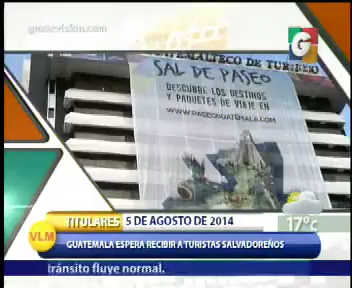 guatevision.com
G
GUATEMALTECO DE TURISMO
SAL DE PASEO
DESCUBRE LOS DESTINOS
Y PAQUETES DE VIAJE EN
WWW.PASEOGUATEMALA.COM
TITULARES 5 DE AGOSTO DE 2014
17°C
VLM
GUATEMALA ESPERA RECIBIR A TURISTAS SALVADOREÑOS
tránsito fluye normal.